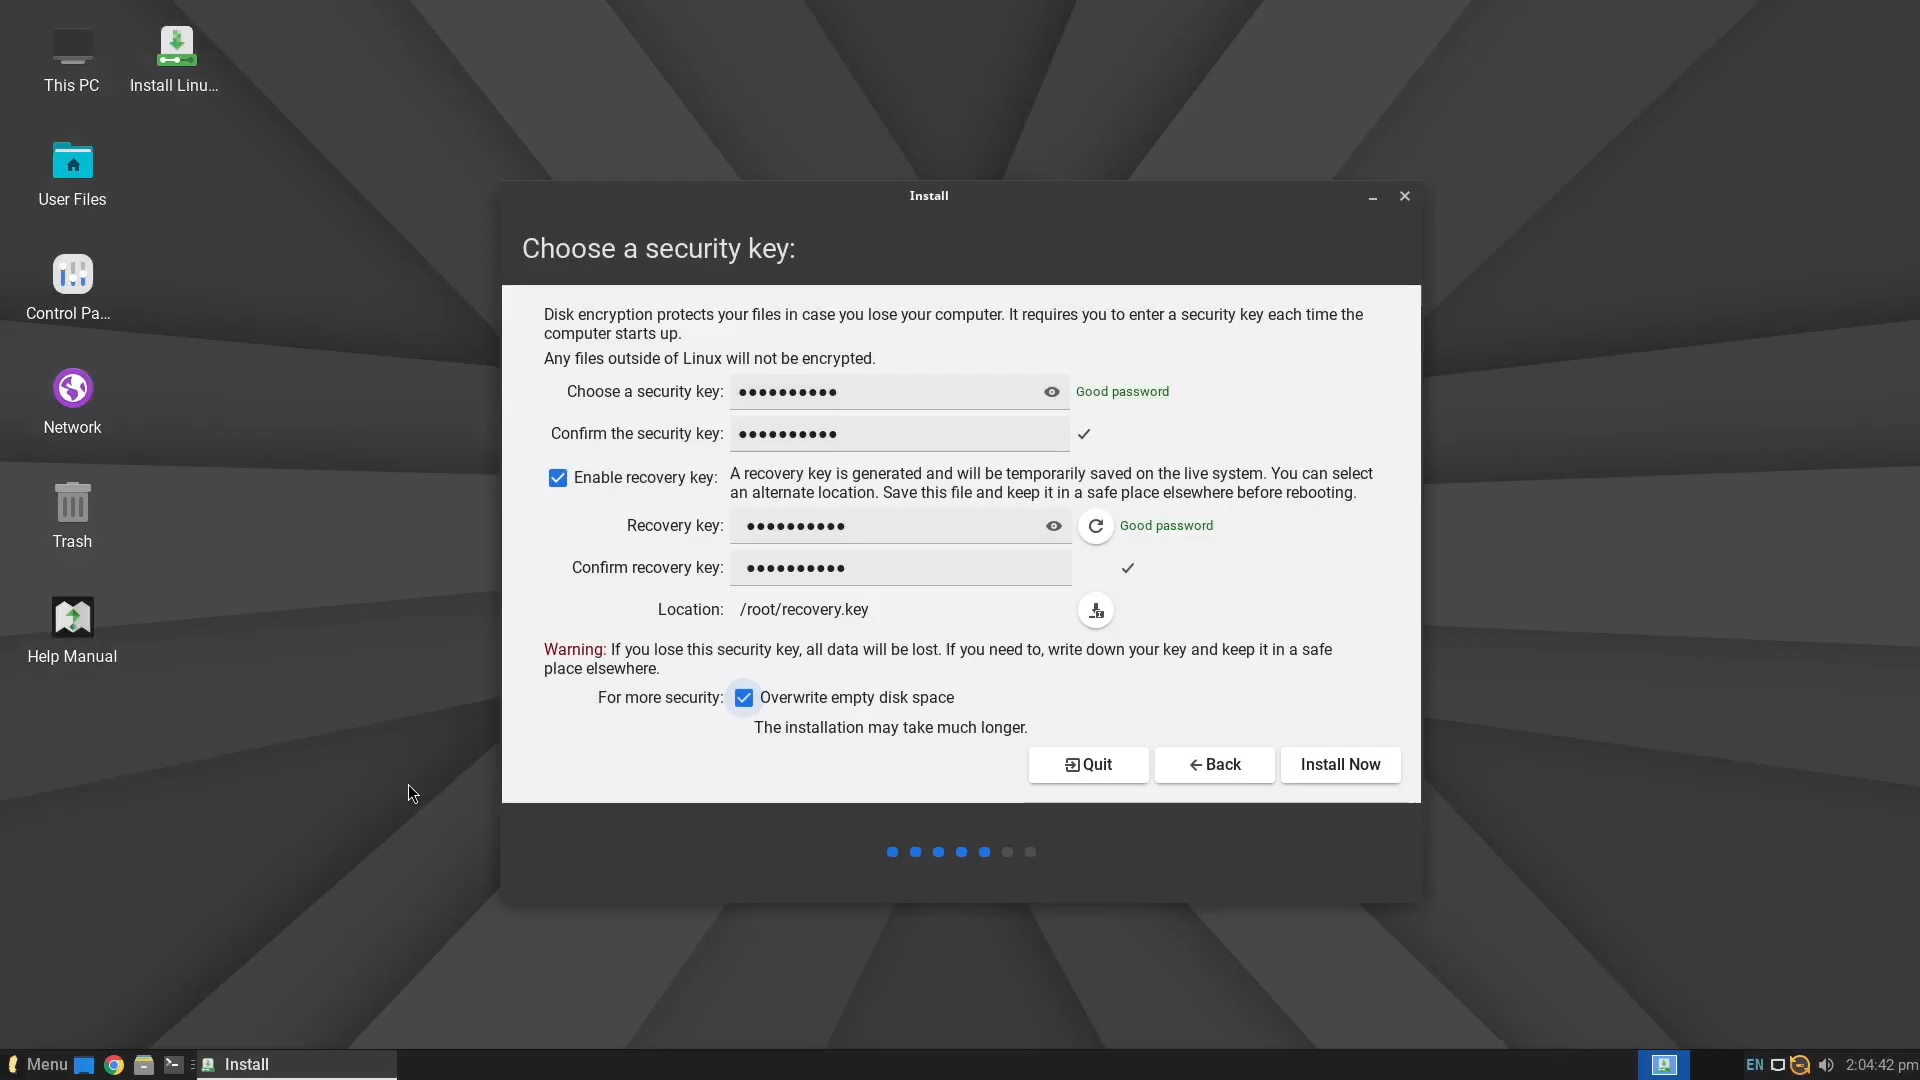 This PC
Install Linu...
User Files
Control Pa...
Network
Trash
Help Manual
Install
Choose a security key:
Disk encryption protects your files in case you lose your computer. It requires you to enter a security key each time the
computer starts up.
Any files outside of Linux will not be encrypted.
Choose a security key: ●●●●●●●●●● Good password
Confirm the security key: ●●●●●●●●●●
Enable recovery key: A recovery key is generated and will be temporarily saved on the live system. You can select
an alternate location. Save this file and keep it in a safe place elsewhere before rebooting.
Recovery key: ●●●●●●●●●● Good password
Confirm recovery key: ●●●●●●●●●●
Location: /root/recovery.key
Warning: If you lose this security key, all data will be lost. If you need to, write down your key and keep it in a safe
place elsewhere.
For more security: Overwrite empty disk space
The installation may take much longer.
Quit Back Install Now
Menu Install EN 2:04:42 pm